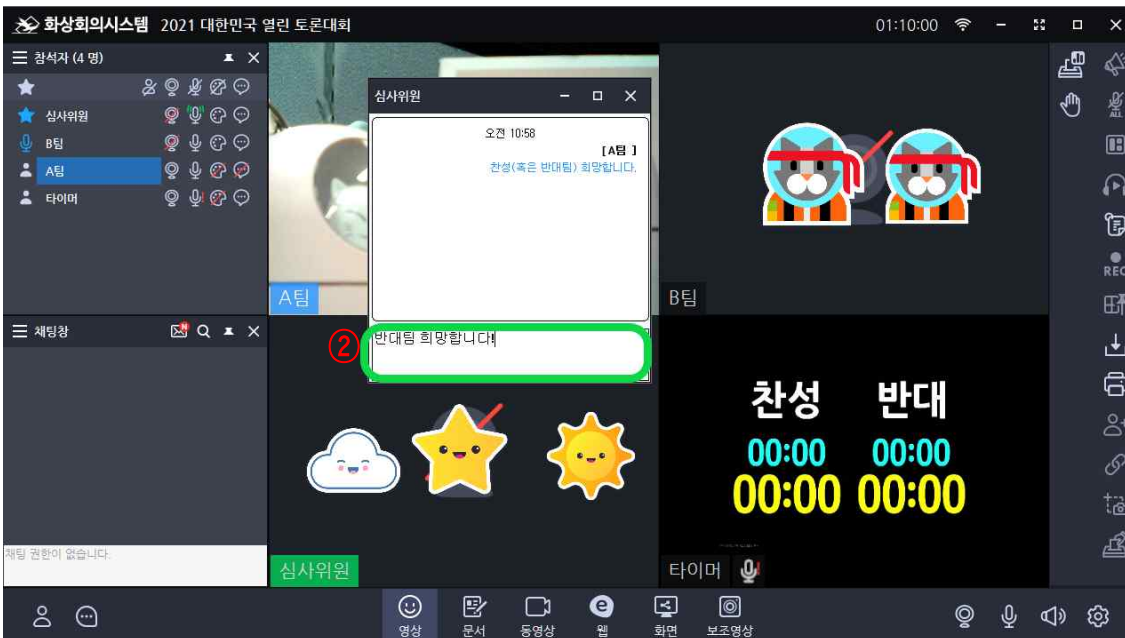 화상회의시스템 2021 대한민국 열린 토론대회
01:10:00
참석자 (4 명)
심사위원
B팀
A팀
타이머
심사위원
오전 10:58
[A팀 ]
찬성(혹은 반대팀) 희망합니다.
②
반대팀 희망합니다!
A팀
B팀
ALL
REC
채팅창
N
채팅 권한이 없습니다.
심사위원
찬성 반대
00:00 00:00
00:00 00:00
타이머
영상 문서 동영상 웹 화면 보조영상